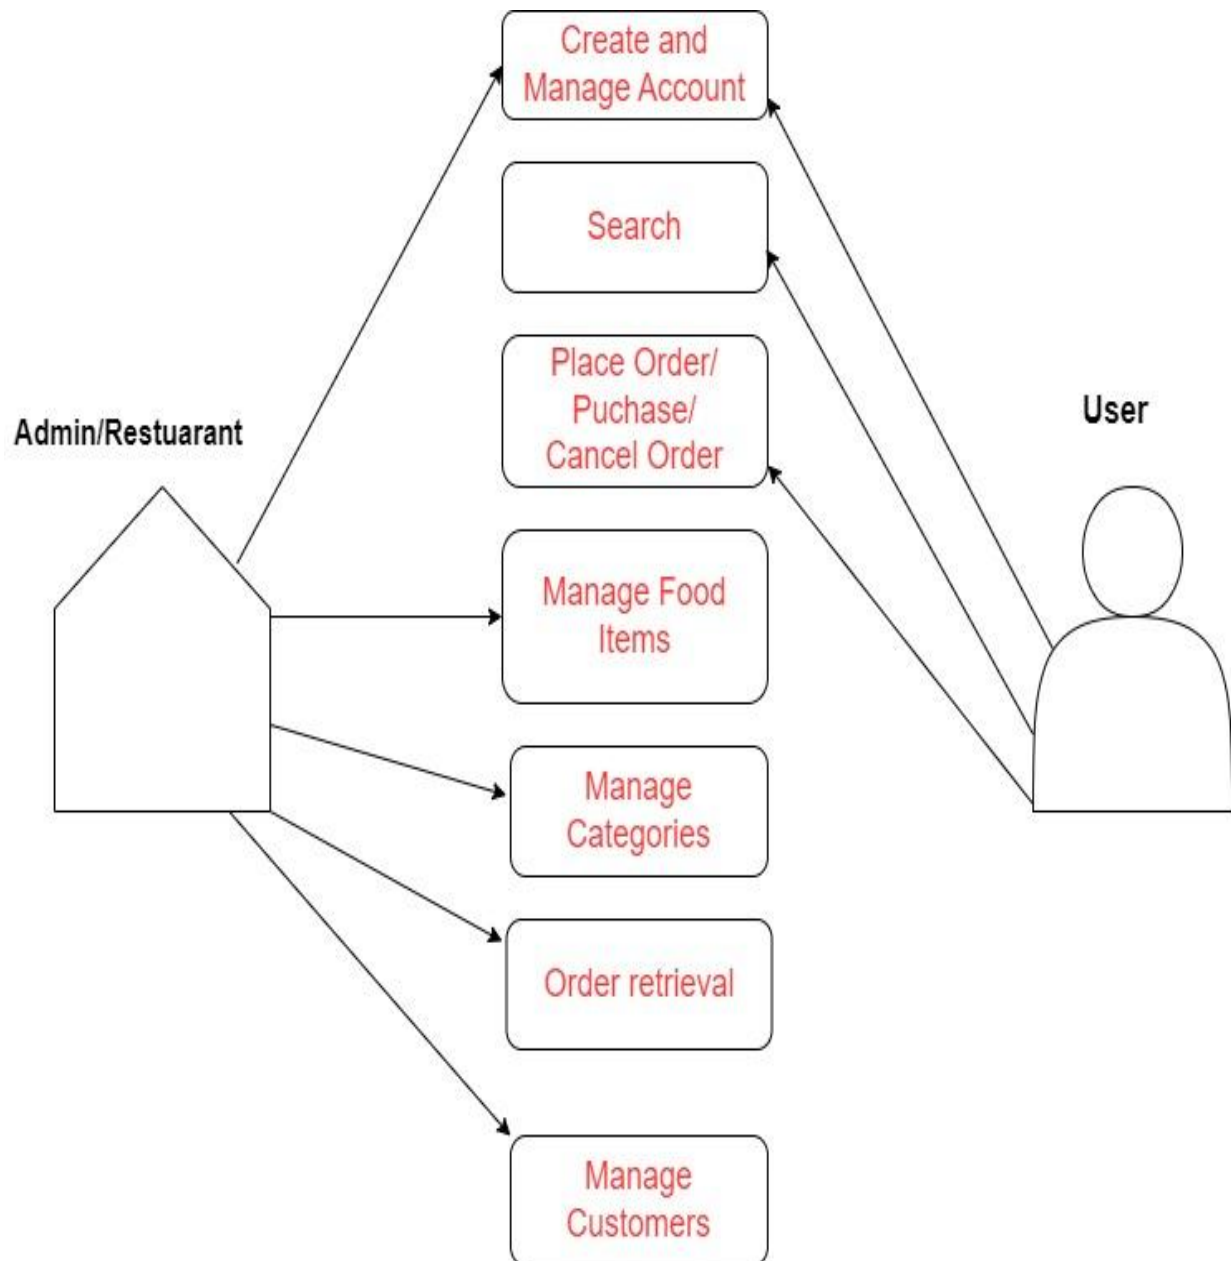 Create and
Manage Account
Search
Place Order/
Puchase/
Cancel Order
Admin/Restuarant
User
Manage Food
Items
Manage
Categories
Order retrieval
Manage
Customers